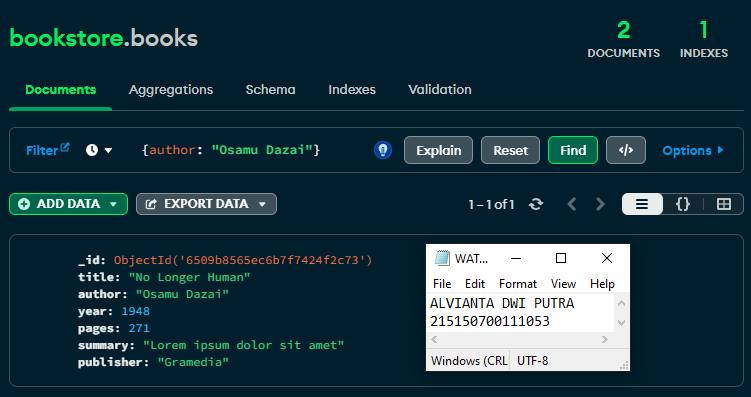 bookstore.books
2
DOCUMENTS
1
INDEXES
Documents Aggregations Schema Indexes Validation
Filter {author: "Osamu Dazai"} Explain Reset Find </> Options
ADD DATA EXPORT DATA 1 – 1 of 1 {}
_id: ObjectId('6509b8565ec6b7f7424f2c73')
title: "No Longer Human"
author: "Osamu Dazai"
year: 1948
pages: 271
summary: "Lorem ipsum dolor sit amet"
publisher: "Gramedia"
WAT...
File Edit Format View Help
ALVIANTA DWI PUTRA
215150700111053
Windows (CRL UTF-8